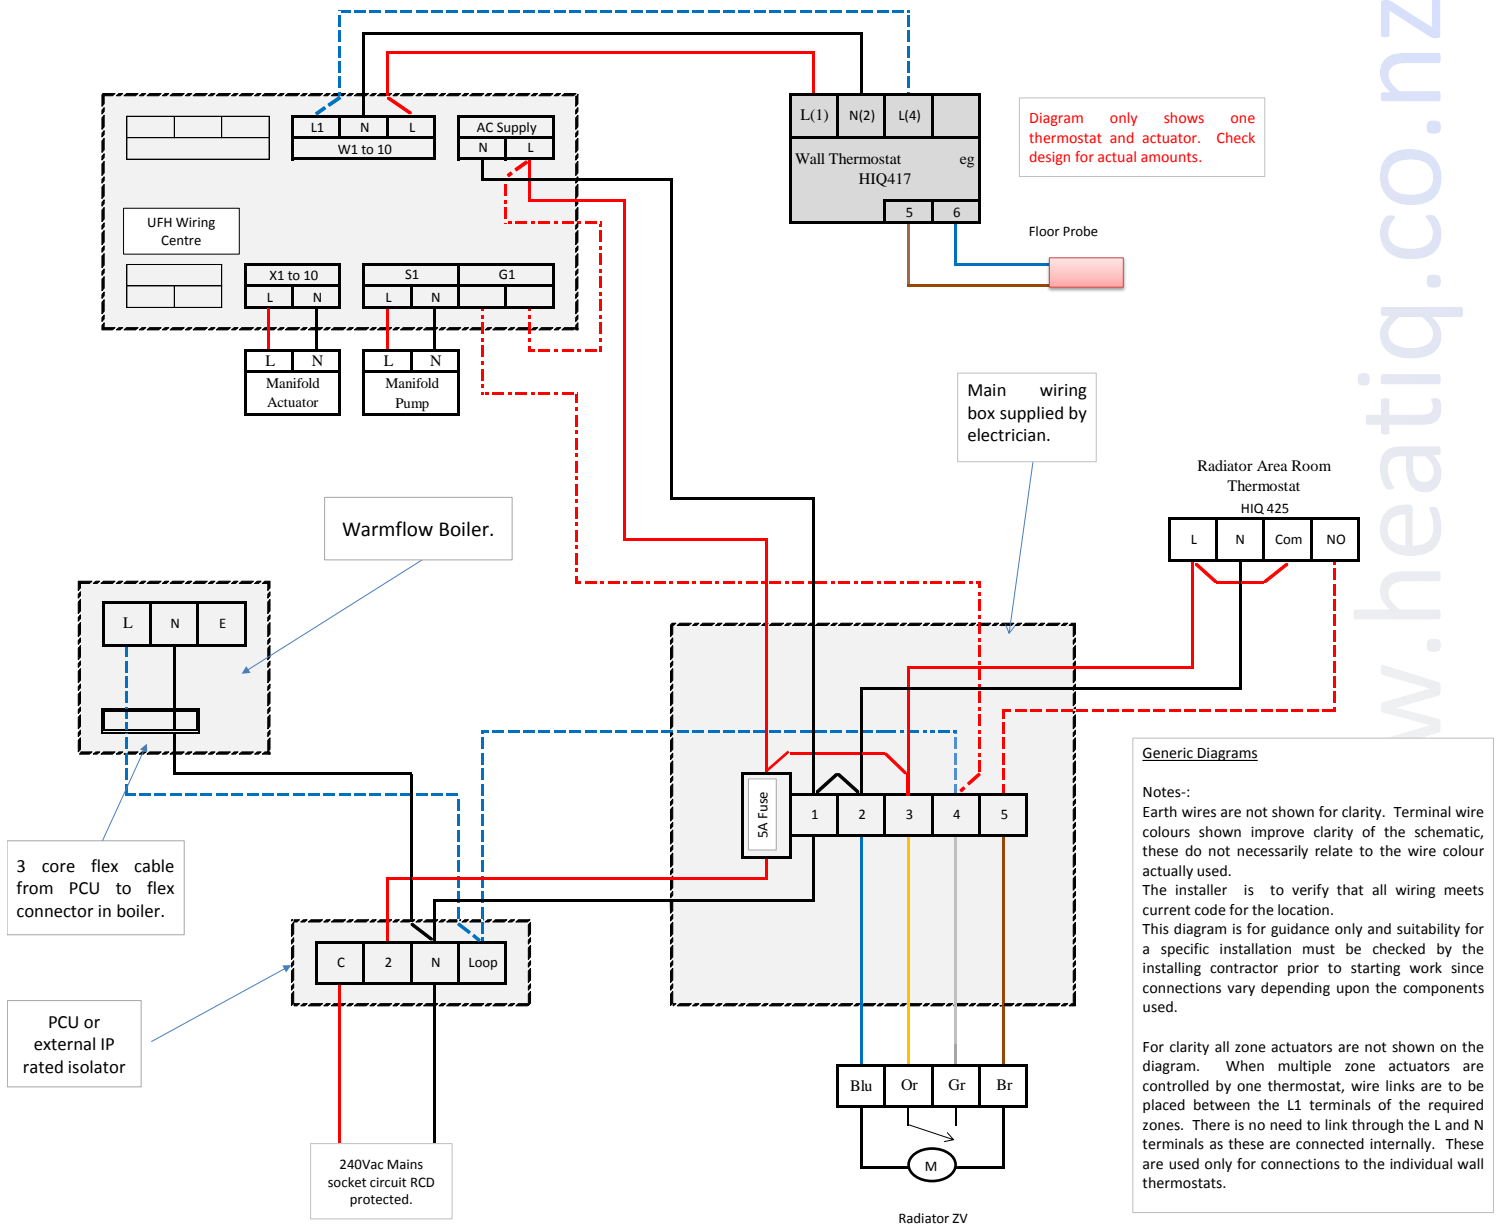 L1 N L
W1 to 10
AC Supply
N L
UFH Wiring
Centre
X1 to 10
L N
S1 G1
L N
L N
Manifold
Actuator
L N
Manifold
Pump
L(1) N(2) L(4)
Wall Thermostat eg
HIQ417
5 6
Diagram only shows one
thermostat and actuator. Check
design for actual amounts.
Floor Probe
Main wiring
box supplied by
electrician.
Radiator Area Room
Thermostat
HIQ 425
L N Com NO
Warmflow Boiler.
L N E
3 core flex cable
from PCU to flex
connector in boiler.
5A Fuse
1 2 3 4 5
C 2 N Loop
PCU or
external IP
rated isolator
240Vac Mains
socket circuit RCD
protected.
Blu Or Gr Br
M
Radiator ZV
Generic Diagrams
Notes-:
Earth wires are not shown for clarity. Terminal wire
colours shown improve clarity of the schematic,
these do not necessarily relate to the wire colour
actually used.
The installer is to verify that all wiring meets
current code for the location.
This diagram is for guidance only and suitability for
a specific installation must be checked by the
installing contractor prior to starting work since
connections vary depending upon the components
used.
For clarity all zone actuators are not shown on the
diagram. When multiple zone actuators are
controlled by one thermostat, wire links are to be
placed between the L1 terminals of the required
zones. There is no need to link through the L and N
terminals as these are connected internally. These
are used only for connections to the individual wall
thermostats.
w.heatiq.co.nz